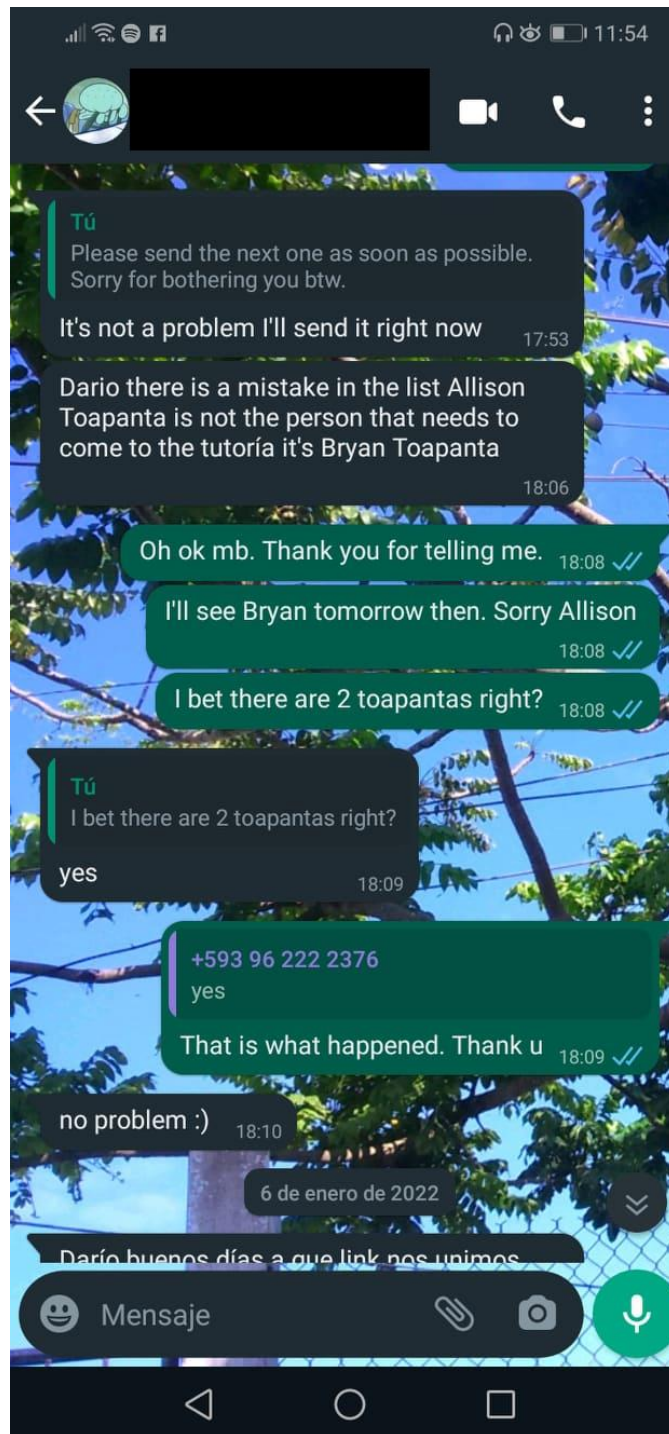 11:54
Tú
Please send the next one as soon as possible.
Sorry for bothering you btw.
It's not a problem I'll send it right now
17:53
Dario there is a mistake in the list Allison
Toapanta is not the person that needs to
come to the tutoría it's Bryan Toapanta
18:06
Oh ok mb. Thank you for telling me. 18:08
I'll see Bryan tomorrow then. Sorry Allison
18:08
I bet there are 2 toapantas right? 18:08
Tú
I bet there are 2 toapantas right?
yes
18:09
+593 96 222 2376
yes
That is what happened. Thank u 18:09
no problem :) 18:10
6 de enero de 2022
Darío buenos días a que link nos unimos
Mensaje